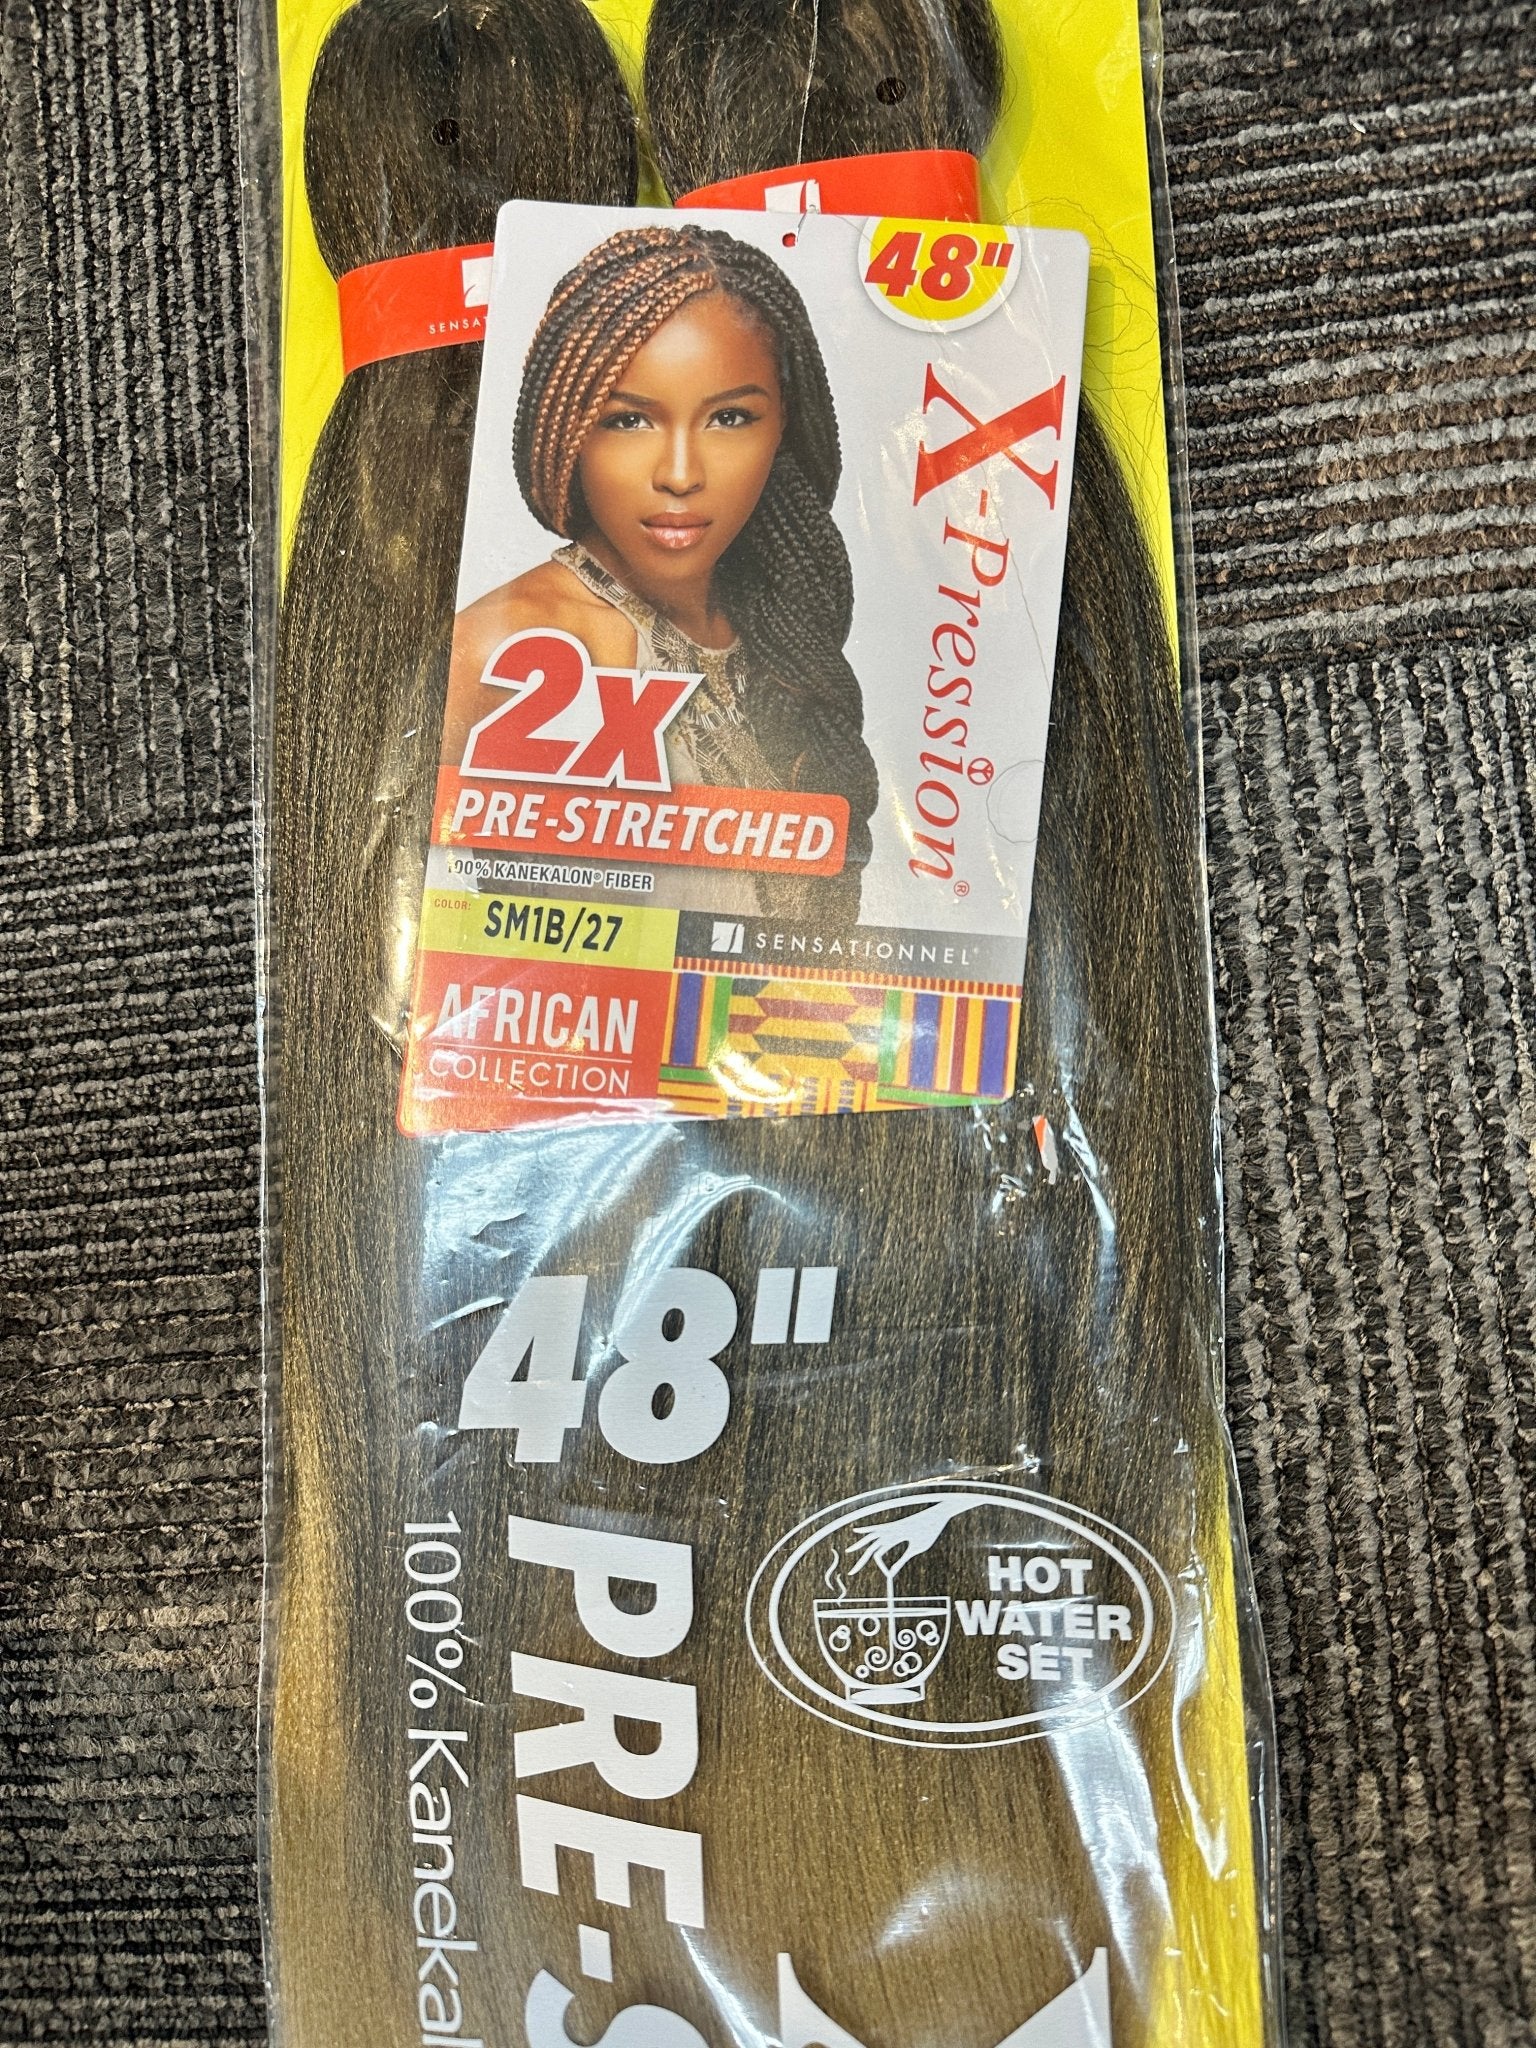 SENSAT
48"
X-Pression®
2X
PRE-STRETCHED
100% KANEKALON® FIBER
COLOR: SM1B/27
SENSATIONNEL®
AFRICAN
COLLECTION
48" PRE-S
100% Kanekal
HOT
WATER
SET
X